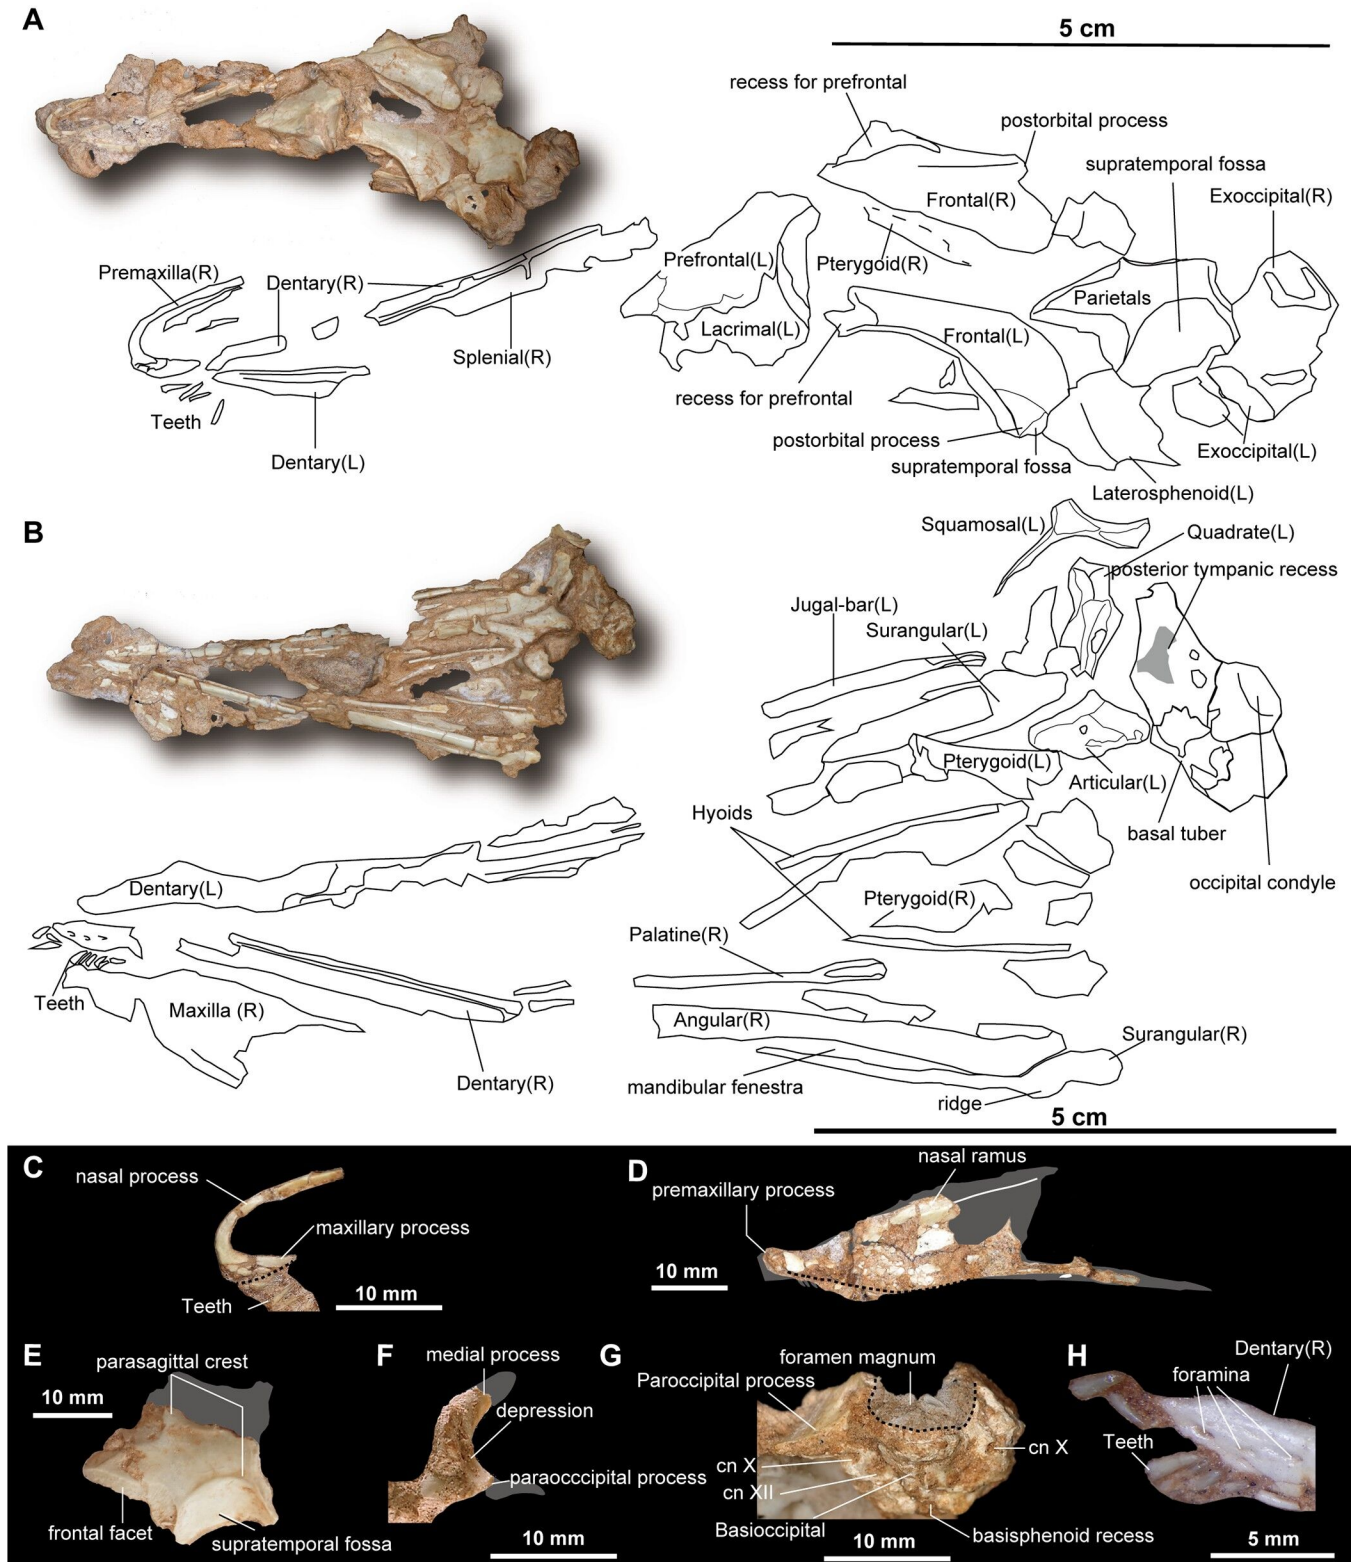 A
5 cm
recess for prefrontal
postorbital process
supratemporal fossa
Exoccipital(R)
Frontal(R)
Pterygoid(R)
Prefrontal(L)
Premaxilla(R)
Dentary(R)
Parietals
Lacrimal(L)
Frontal(L)
Splenial(R)
recess for prefrontal
Teeth
postorbital process
Dentary(L)
supratemporal fossa
Exoccipital(L)
Laterosphenoid(L)
B
Squamosal(L)
Quadrate(L)
posterior tympanic recess
Jugal-bar(L)
Surangular(L)
Pterygoid(L)
Articular(L)
Hyoids
basal tuber
Dentary(L)
occipital condyle
Pterygoid(R)
Palatine(R)
Teeth
Maxilla (R)
Angular(R)
Surangular(R)
Dentary(R)
mandibular fenestra
ridge
5 cm
C
nasal process
maxillary process
Teeth
10 mm
D
nasal ramus
premaxillary process
10 mm
E
parasagittal crest
10 mm
frontal facet
supratemporal fossa
F
medial process
depression
paraocccipital process
10 mm
G
foramen magnum
Paroccipital process
cn X
cn X
cn XII
Basioccipital
basisphenoid recess
10 mm
H
Dentary(R)
foramina
Teeth
5 mm